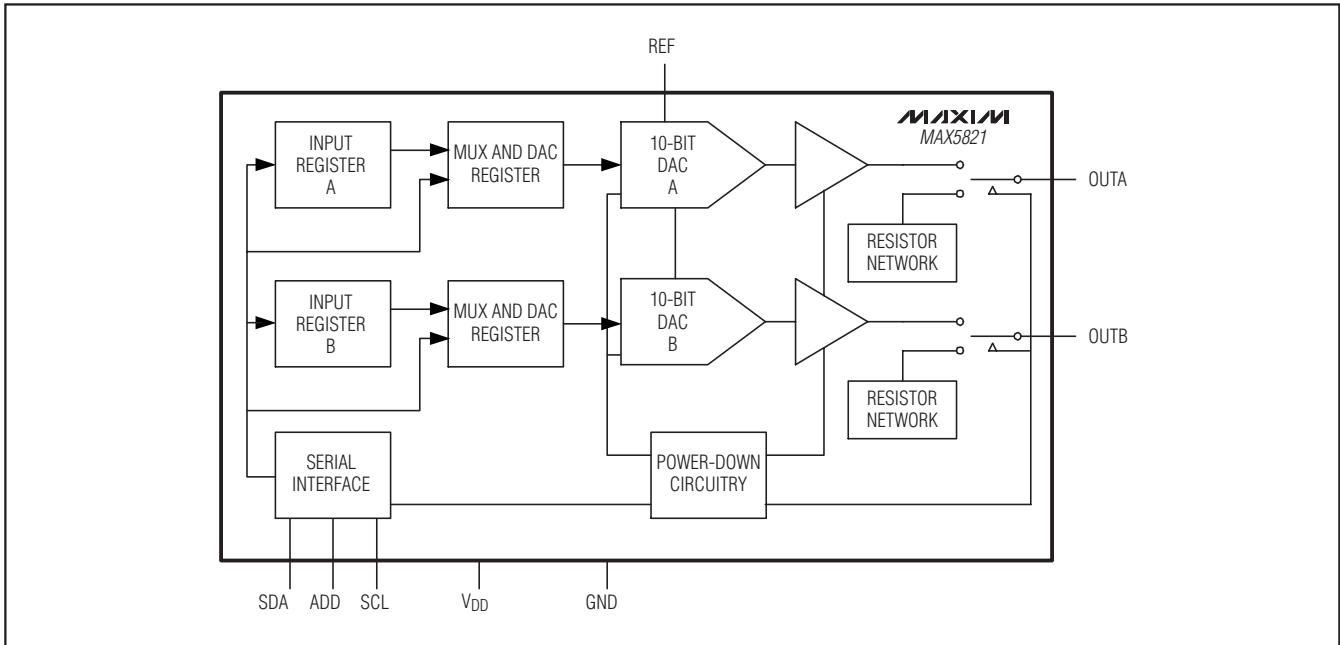 REF
MAXIM
MAX5821
INPUT
REGISTER
A
MUX AND DAC
REGISTER
10-BIT
DAC
A
OUTA
RESISTOR
NETWORK
INPUT
REGISTER
B
MUX AND DAC
REGISTER
10-BIT
DAC
B
OUTB
RESISTOR
NETWORK
SERIAL
INTERFACE
POWER-DOWN
CIRCUITRY
SDA
ADD
SCL
VDD
GND